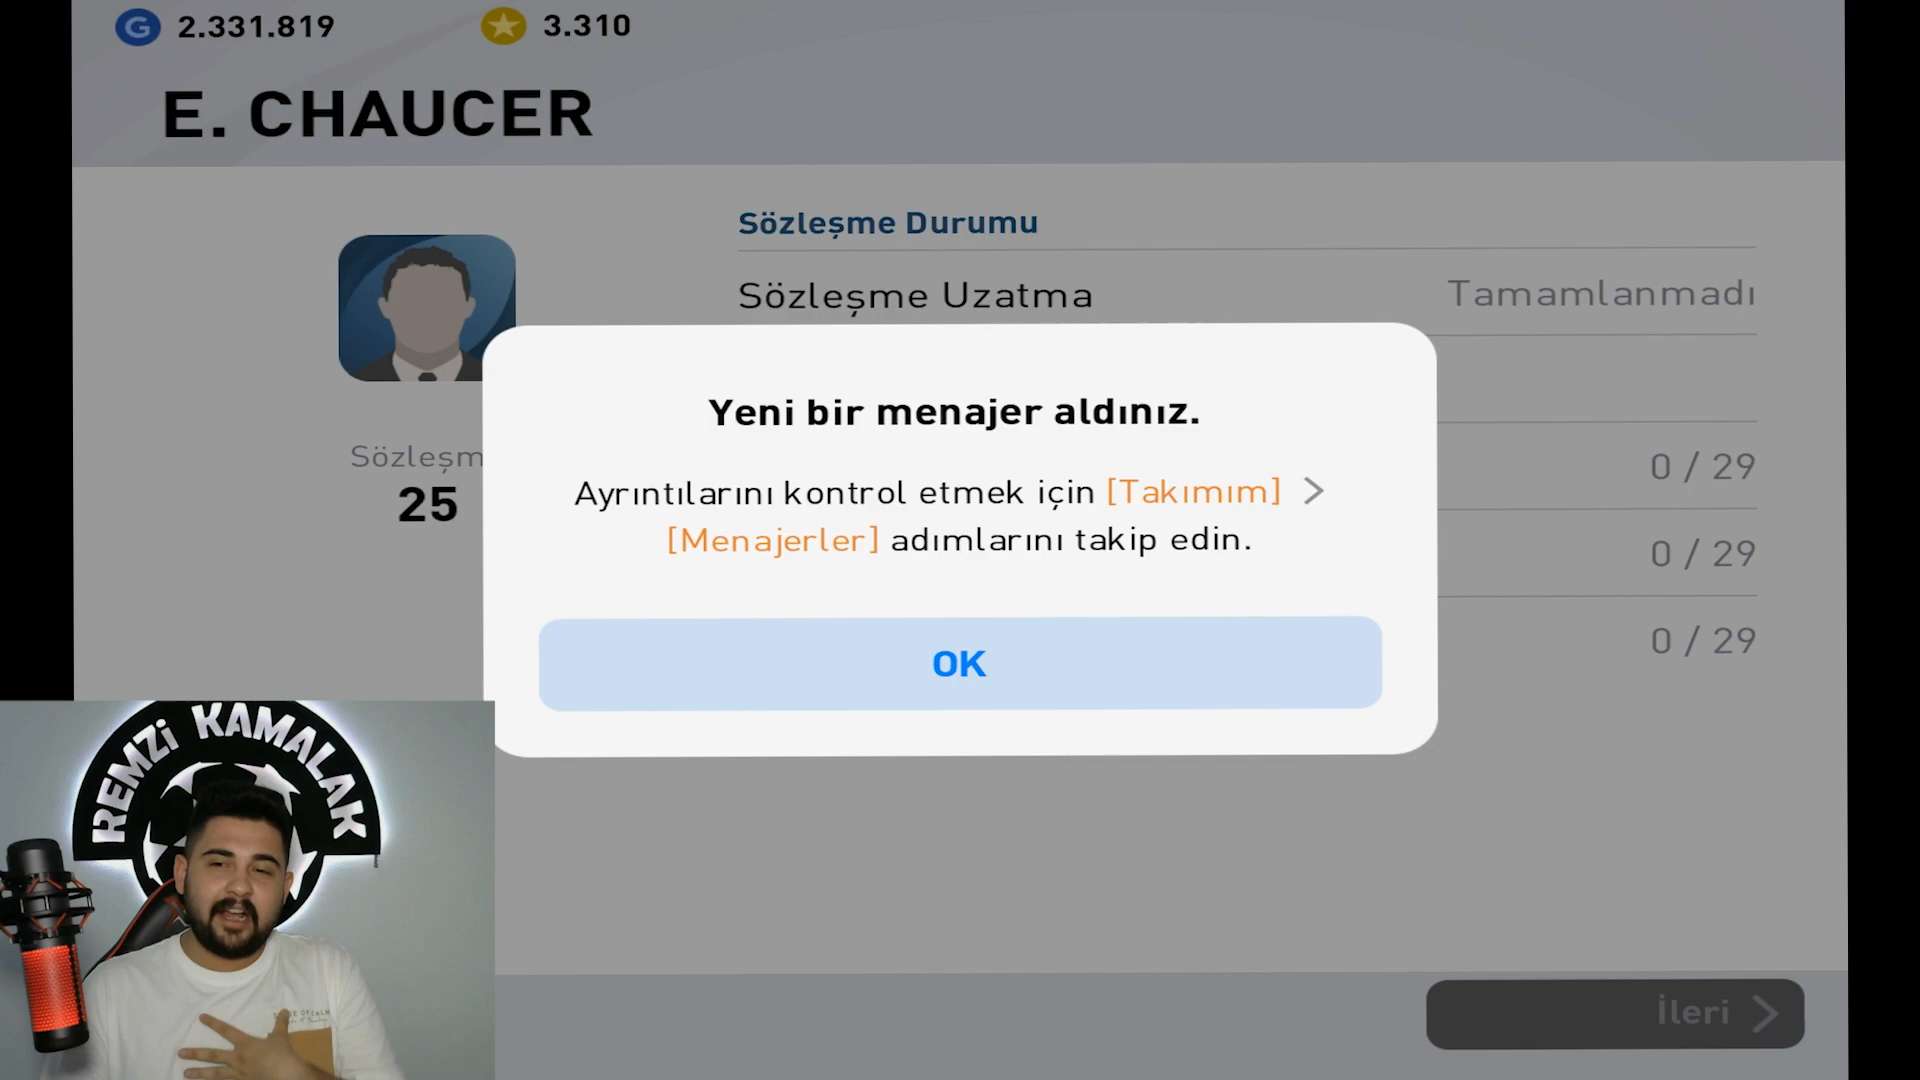 G 2.331.819 3.310
E. CHAUCER
Sözleşme Durumu
Sözleşme Uzatma Tamamlanmadı
Yeni bir menajer aldınız.
Ayrıntılarını kontrol etmek için [Takımım] >
[Menajerler] adımlarını takip edin.
OK
Sözleşm
25
0 / 29
0 / 29
0 / 29
REMZİ KAMALAK
İleri >